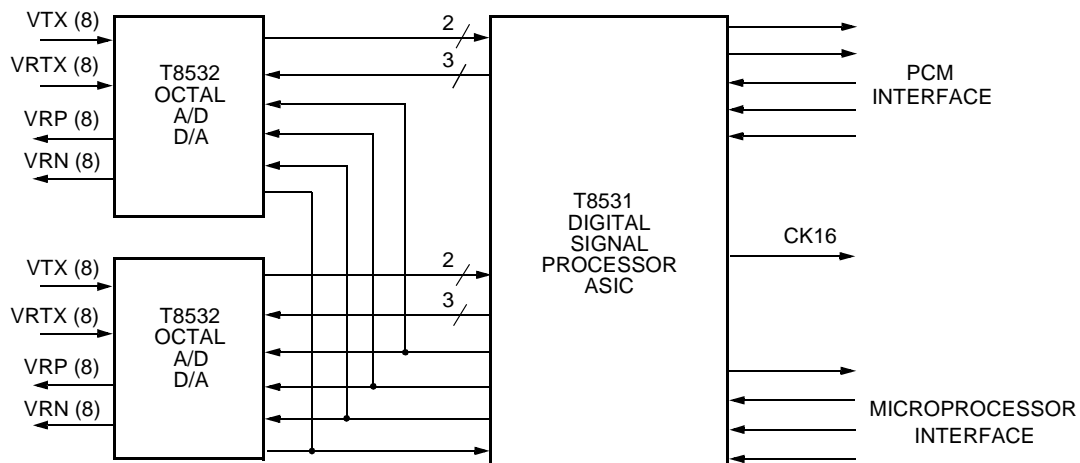 VTX (8)
VRTX (8)
VRP (8)
VRN (8)
T8532
OCTAL
A/D
D/A
2
3
VTX (8)
VRTX (8)
VRP (8)
VRN (8)
T8532
OCTAL
A/D
D/A
2
3
T8531
DIGITAL
SIGNAL
PROCESSOR
ASIC
PCM
INTERFACE
CK16
MICROPROCESSOR
INTERFACE